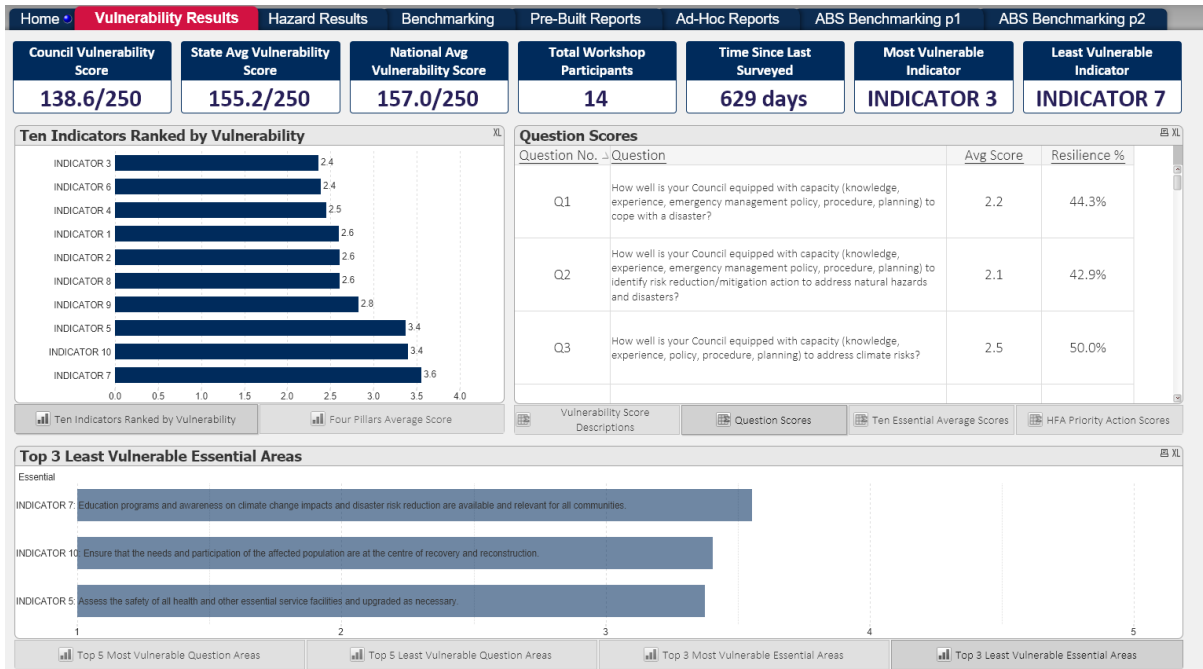 Home
Vulnerability Results
Hazard Results
Benchmarking
Pre-Built Reports
Ad-Hoc Reports
ABS Benchmarking p1
ABS Benchmarking p2
Council Vulnerability
Score
138.6/250
State Avg Vulnerability
Score
155.2/250
National Avg
Vulnerability Score
157.0/250
Total Workshop
Participants
14
Time Since Last
Surveyed
629 days
Most Vulnerable
Indicator
INDICATOR 3
Least Vulnerable
Indicator
INDICATOR 7
Ten Indicators Ranked by Vulnerability
XL
INDICATOR 3 2.4
INDICATOR 6 2.4
INDICATOR 4 2.5
INDICATOR 1 2.6
INDICATOR 2 2.6
INDICATOR 8 2.6
INDICATOR 9 2.8
INDICATOR 5 3.4
INDICATOR 10 3.4
INDICATOR 7 3.6
0.0 0.5 1.0 1.5 2.0 2.5 3.0 3.5 4.0
Ten Indicators Ranked by Vulnerability
Four Pillars Average Score
Question Scores
XL
Question No. Question Avg Score Resilience %
Q1
How well is your Council equipped with capacity (knowledge,
experience, emergency management policy, procedure, planning) to
cope with a disaster?
2.2 44.3%
Q2
How well is your Council equipped with capacity (knowledge,
experience, emergency management policy, procedure, planning) to
identify risk reduction/mitigation action to address natural hazards
and disasters?
2.1 42.9%
Q3
How well is your Council equipped with capacity (knowledge,
experience, policy, procedure, planning) to address climate risks?
2.5 50.0%
Vulnerability Score
Descriptions
Question Scores
Ten Essential Average Scores
HFA Priority Action Scores
Top 3 Least Vulnerable Essential Areas
XL
Essential
INDICATOR 7: Education programs and awareness on climate change impacts and disaster risk reduction are available and relevant for all communities.
INDICATOR 10: Ensure that the needs and participation of the affected population are at the centre of recovery and reconstruction.
INDICATOR 5: Assess the safety of all health and other essential service facilities and upgraded as necessary.
1 2 3 4 5
Top 5 Most Vulnerable Question Areas
Top 5 Least Vulnerable Question Areas
Top 3 Most Vulnerable Essential Areas
Top 3 Least Vulnerable Essential Areas